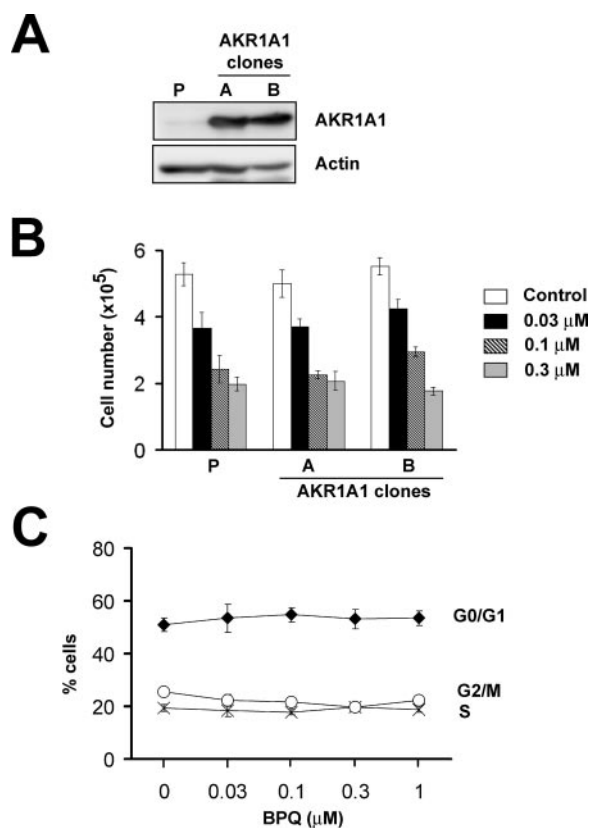 A
AKR1A1
clones
P A B
AKR1A1
Actin
B
Cell number (x10⁵)
6
4
2
0
Control
0.03 µM
0.1 µM
0.3 µM
P A B
AKR1A1 clones
C
% cells
80
60
40
20
0
G0/G1
G2/M
S
0 0.03 0.1 0.3 1
BPQ (µM)